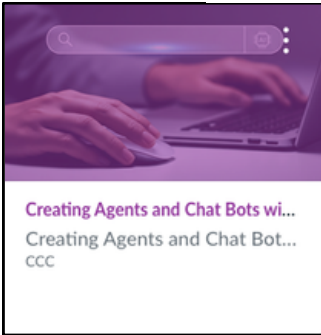 Creating Agents and Chat Bots wi...
Creating Agents and Chat Bot...
CCC